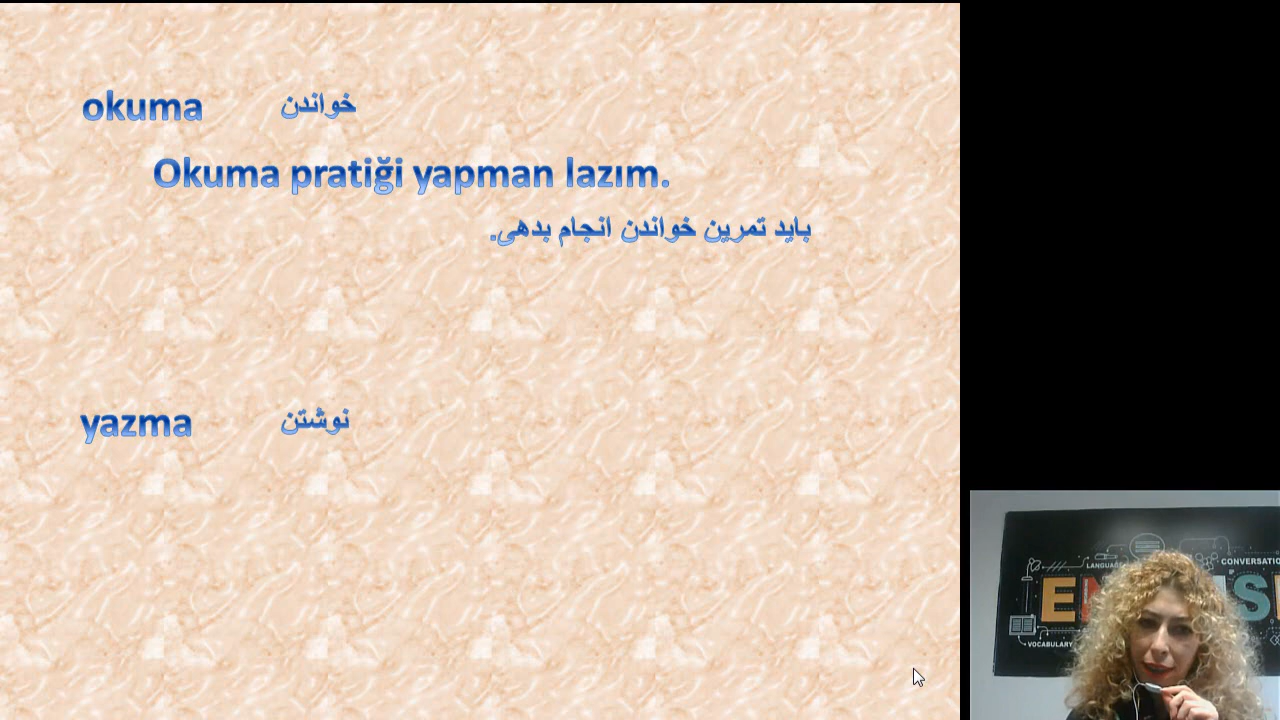 okuma خواندن
Okuma pratiği yapman lazım.
باید تمرین خواندن انجام بدهی.
yazma نوشتن
LANGUAGE
CONVERSATIO
VOCABULARY